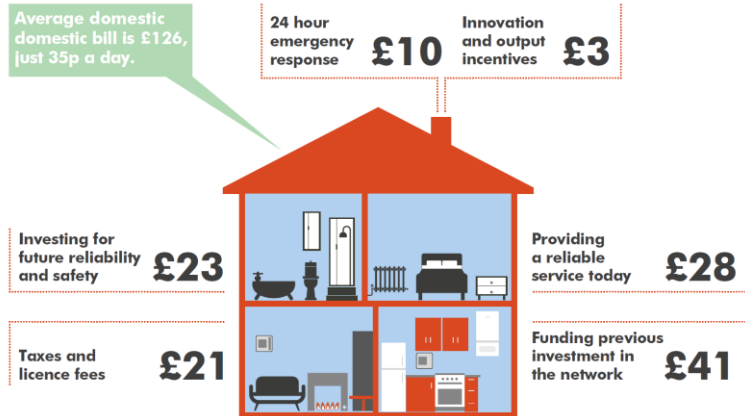 Average domestic
domestic bill is £126,
just 35p a day.
24 hour
emergency
response
£10
Innovation
and output
incentives
£3
Investing for
future reliability
and safety
£23
Providing
a reliable
service today
£28
Taxes and
licence fees
£21
Funding previous
investment in
the network
£41